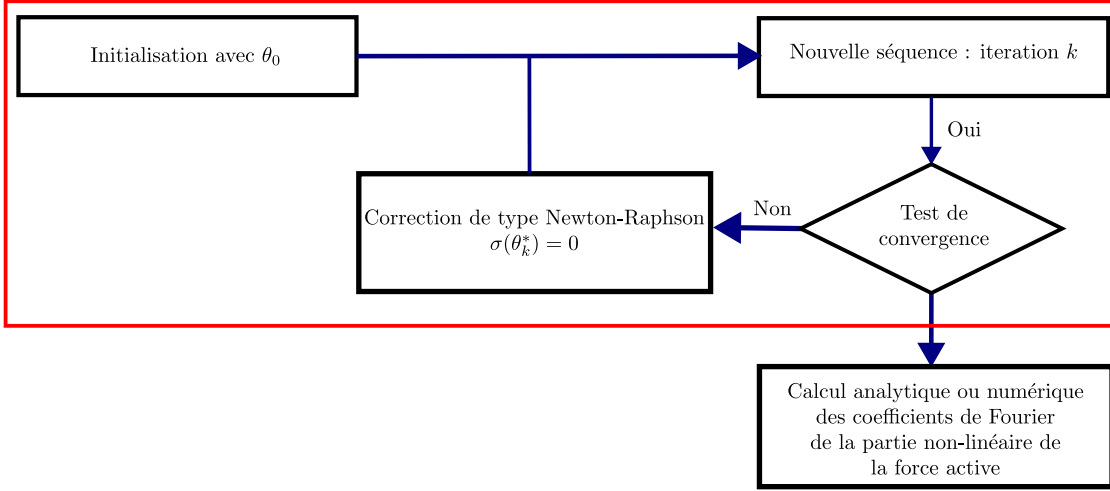 Initialisation avec θ₀
Nouvelle séquence : iteration k
Oui
Test de
convergence
Non
Correction de type Newton-Raphson
σ(θₖ*) = 0
Calcul analytique ou numérique
des coefficients de Fourier
de la partie non-linéaire de
la force active